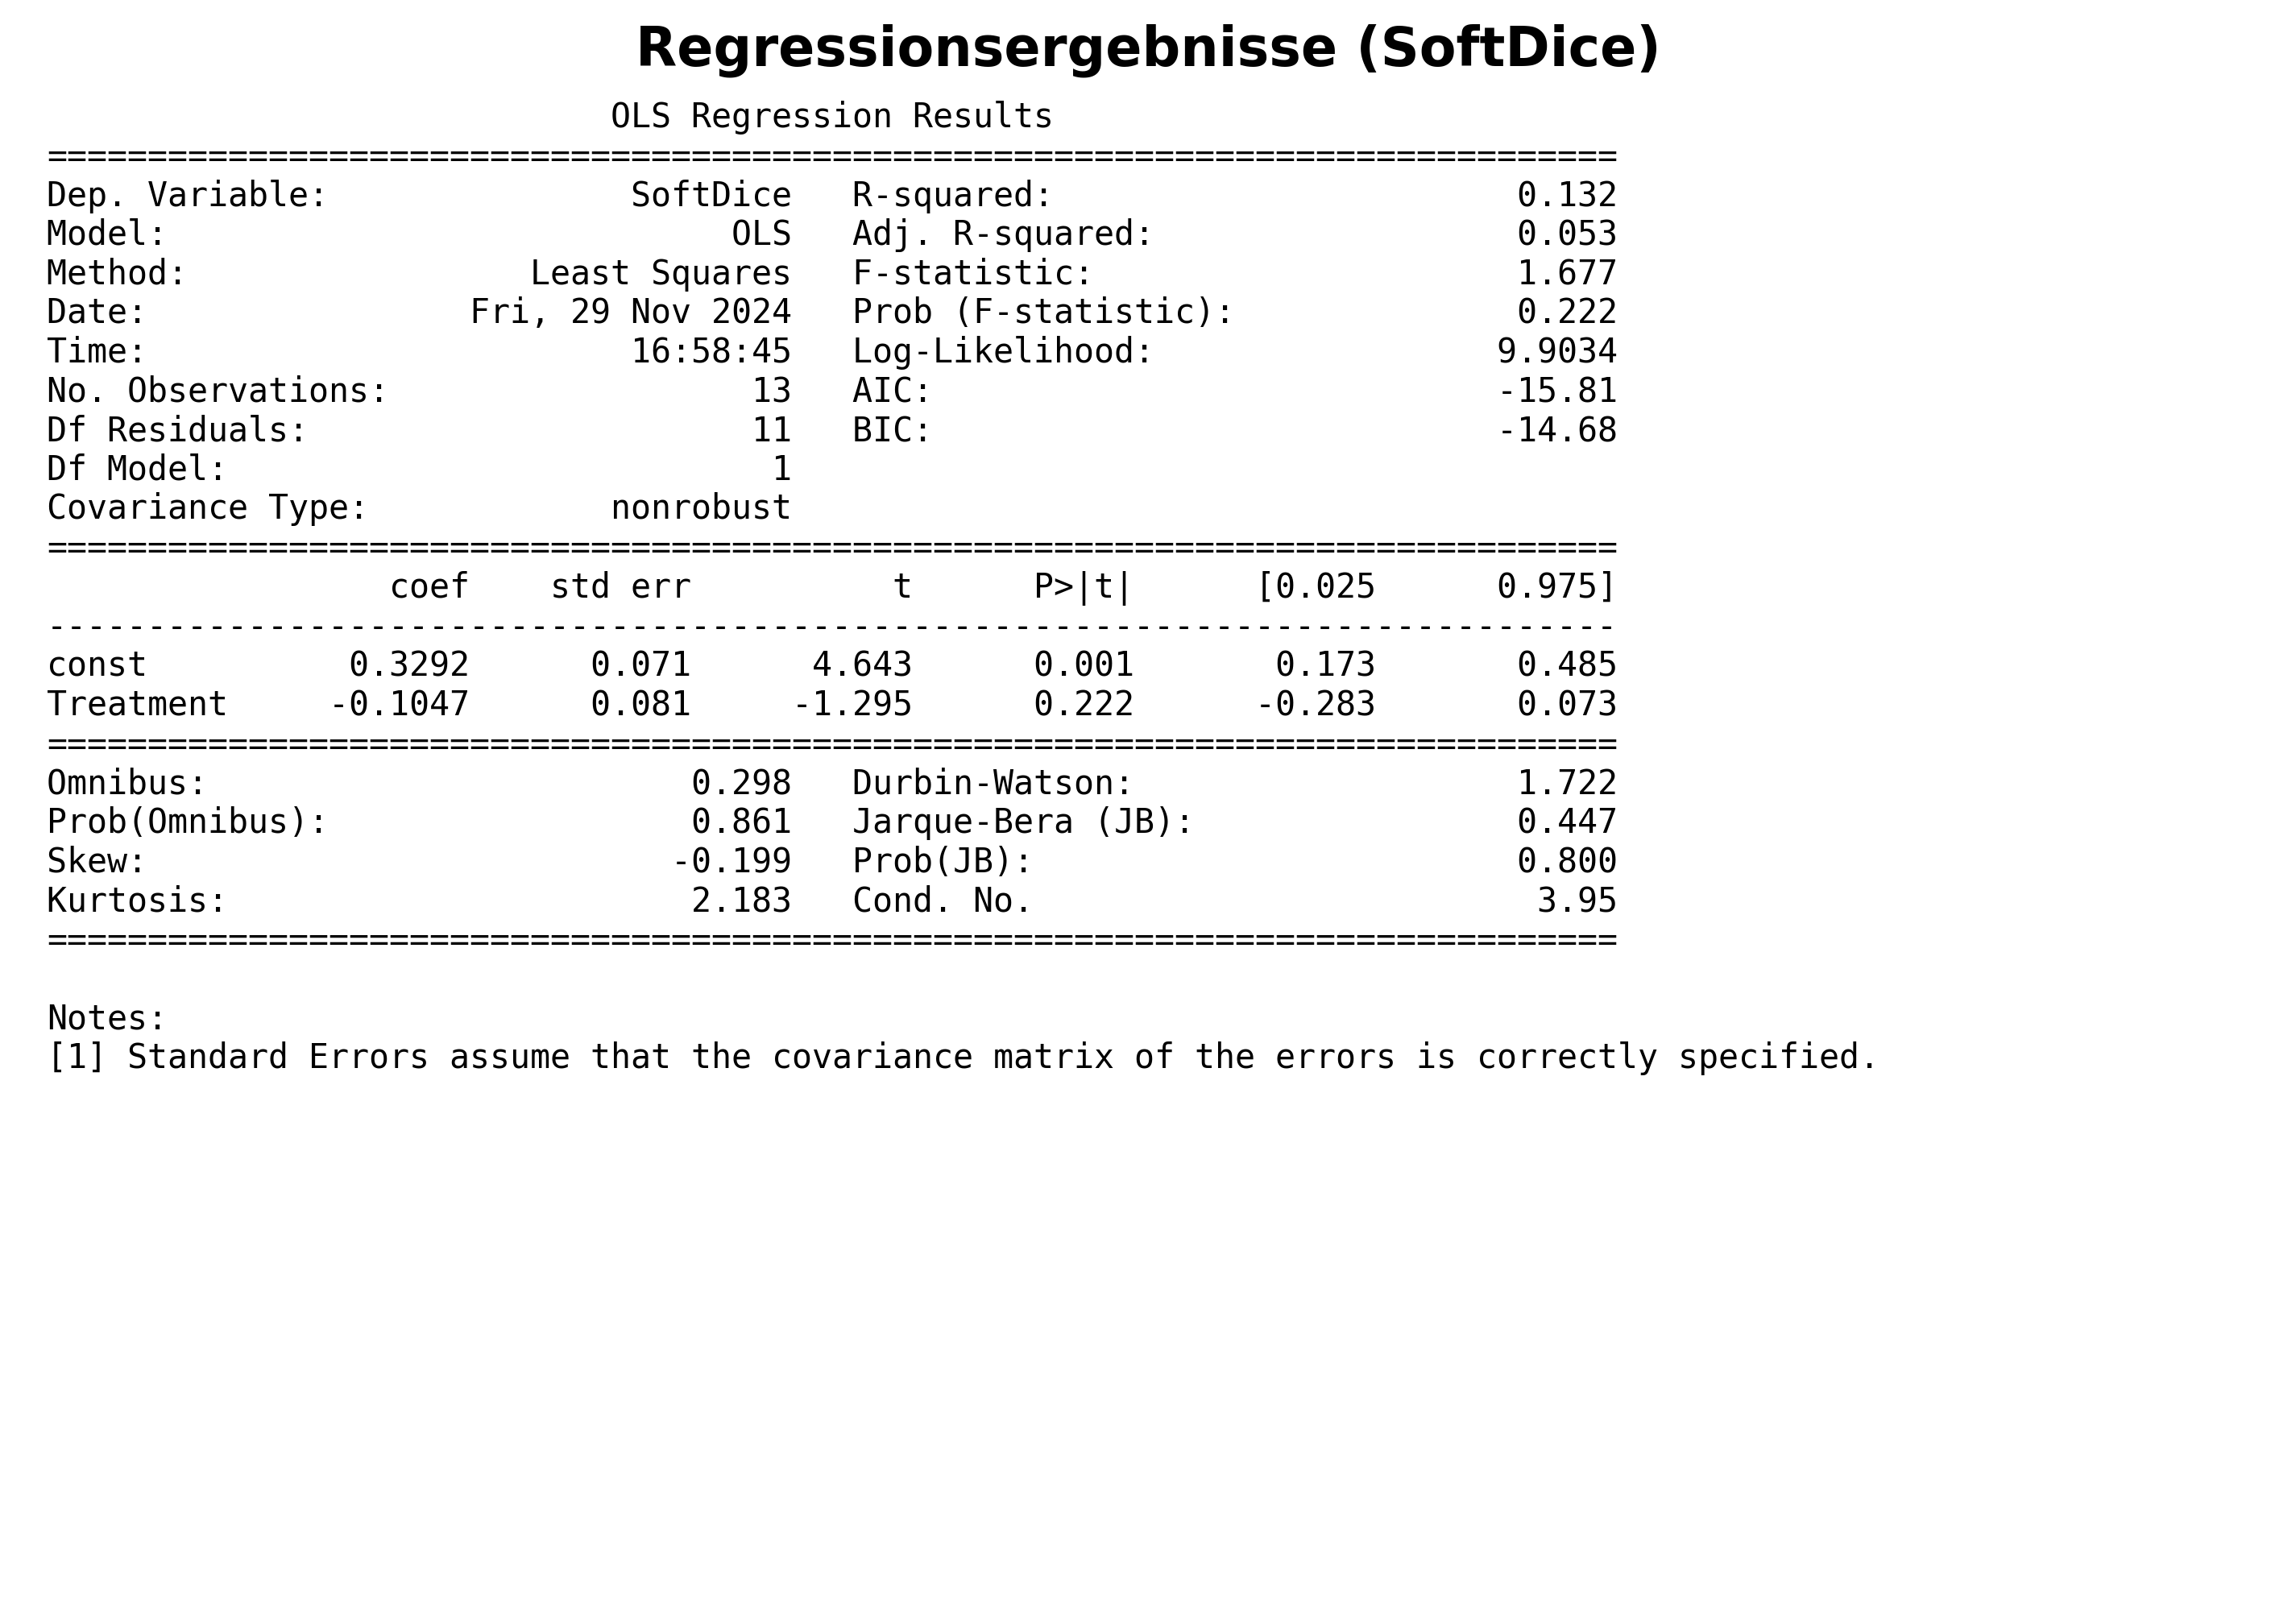 Regressionsergebnisse (SoftDice)
                            OLS Regression Results
==============================================================================
Dep. Variable:               SoftDice   R-squared:                       0.132
Model:                            OLS   Adj. R-squared:                  0.053
Method:                 Least Squares   F-statistic:                     1.677
Date:                Fri, 29 Nov 2024   Prob (F-statistic):              0.222
Time:                        16:58:45   Log-Likelihood:                 9.9034
No. Observations:                  13   AIC:                            -15.81
Df Residuals:                      11   BIC:                            -14.68
Df Model:                           1
Covariance Type:            nonrobust
==============================================================================
                 coef    std err          t      P>|t|      [0.025      0.975]
------------------------------------------------------------------------------
const          0.3292      0.071      4.643      0.001       0.173       0.485
Treatment     -0.1047      0.081     -1.295      0.222      -0.283       0.073
==============================================================================
Omnibus:                        0.298   Durbin-Watson:                   1.722
Prob(Omnibus):                  0.861   Jarque-Bera (JB):                0.447
Skew:                          -0.199   Prob(JB):                        0.800
Kurtosis:                       2.183   Cond. No.                         3.95
==============================================================================
Notes:
[1] Standard Errors assume that the covariance matrix of the errors is correctly specified.